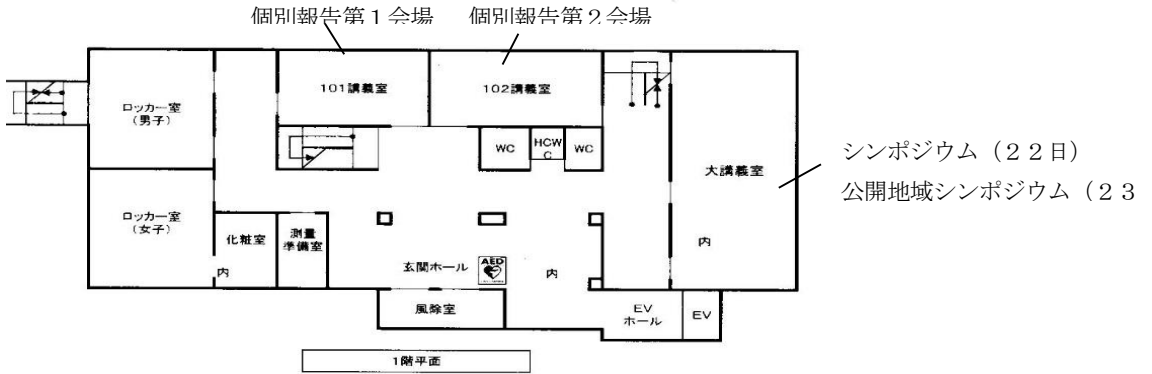 個別報告第１会場　個別報告第２会場
101講義室
102講義室
ロッカー室
（男子）
WC
HCW
C
WC
大講義室
シンポジウム（２２日）
公開地域シンポジウム（２３
ロッカー室
（女子）
化粧室
測量
準備室
内
内
玄関ホール
AED
内
風除室
EV
ホール
EV
1階平面